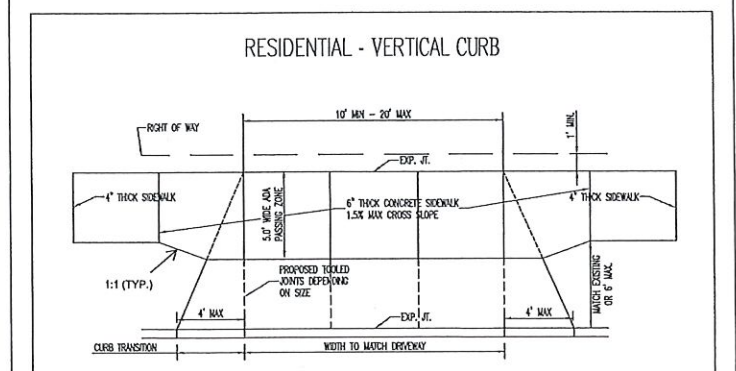 RESIDENTIAL - VERTICAL CURB
10' MIN - 20' MAX
RIGHT OF WAY
1' MIN.
EXP. JT.
4" THICK SIDEWALK
5.0' WIDE ADA
PASSING ZONE
6" THICK CONCRETE SIDEWALK
1.5% MAX CROSS SLOPE
4" THICK SIDEWALK
1:1 (TYP.)
PROPOSED TOOLED
JOINTS DEPENDING
ON SIZE
MATCH EXISTING
OR 6' MAX.
4' MAX
EXP. JT.
4' MAX
CURB TRANSITION
WIDTH TO MATCH DRIVEWAY